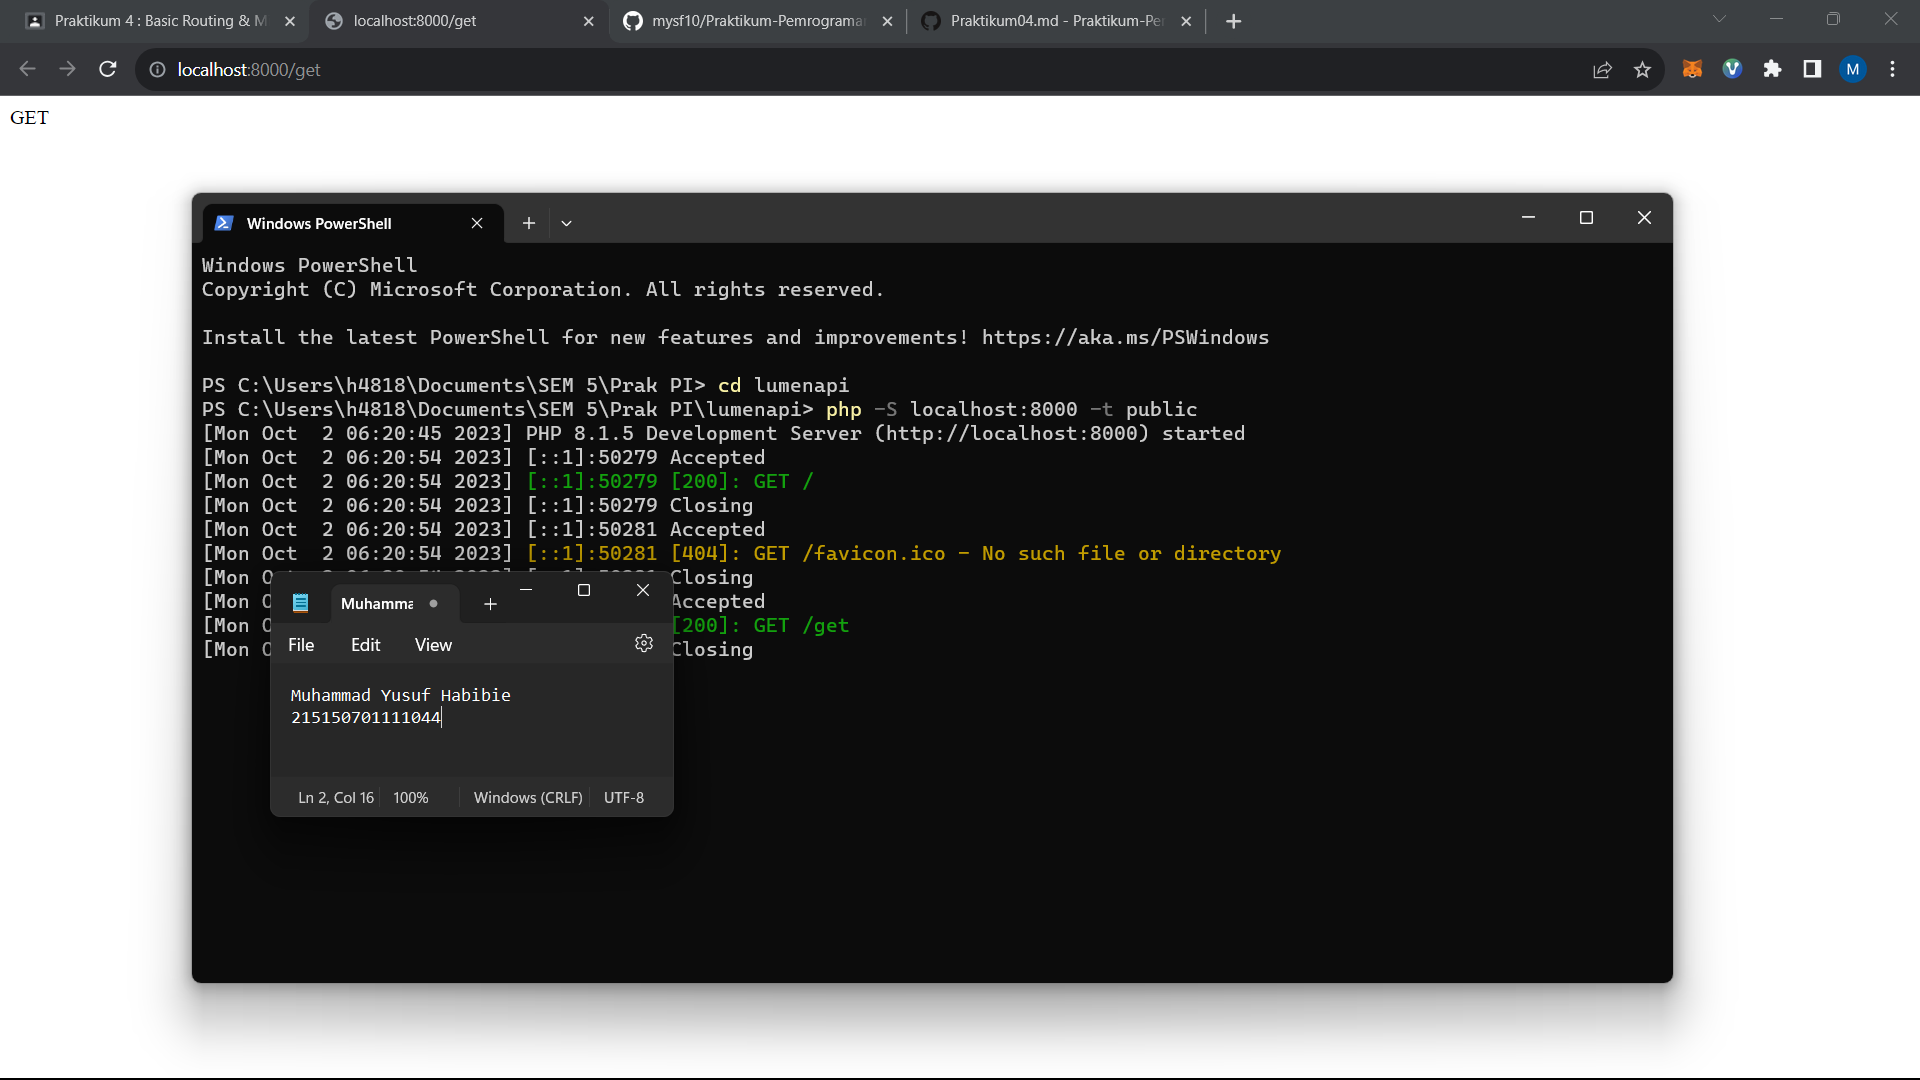 Praktikum 4 : Basic Routing & M
localhost:8000/get
mysf10/Praktikum-Pemrograman
Praktikum04.md - Praktikum-Pe
localhost:8000/get
M
GET
Windows PowerShell
Windows PowerShell
Copyright (C) Microsoft Corporation. All rights reserved.
Install the latest PowerShell for new features and improvements! https://aka.ms/PSWindows
PS C:\Users\h4818\Documents\SEM 5\Prak PI> cd lumenapi
PS C:\Users\h4818\Documents\SEM 5\Prak PI\lumenapi> php -S localhost:8000 -t public
[Mon Oct  2 06:20:45 2023] PHP 8.1.5 Development Server (http://localhost:8000) started
[Mon Oct  2 06:20:54 2023] [::1]:50279 Accepted
[Mon Oct  2 06:20:54 2023] [::1]:50279 [200]: GET /
[Mon Oct  2 06:20:54 2023] [::1]:50279 Closing
[Mon Oct  2 06:20:54 2023] [::1]:50281 Accepted
[Mon Oct  2 06:20:54 2023] [::1]:50281 [404]: GET /favicon.ico - No such file or directory
[Mon Closing
[Mon Accepted
[Mon [200]: GET /get
[Mon Closing
Muhamma
File Edit View
Muhammad Yusuf Habibie
215150701111044
Ln 2, Col 16 100% Windows (CRLF) UTF-8